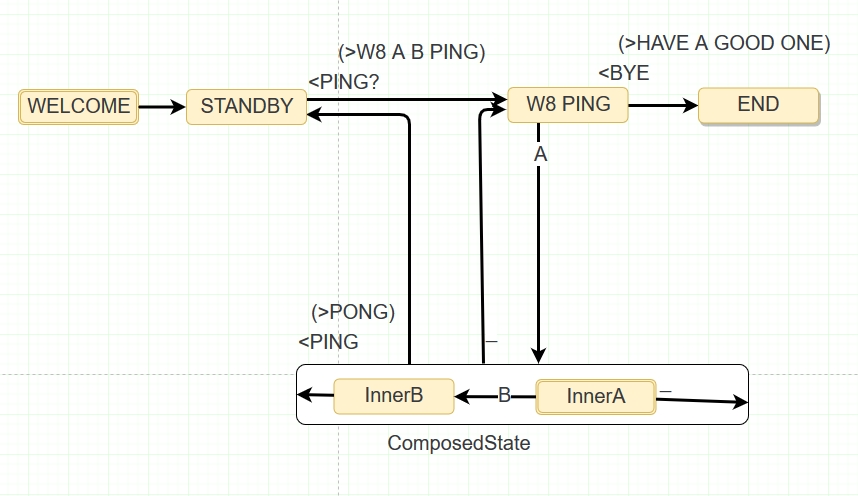 (>W8 A B PING)
(>HAVE A GOOD ONE)
<PING?
<BYE
WELCOME
STANDBY
W8 PING
END
A
(>PONG)
<PING
_
InnerB
B
InnerA
_
ComposedState